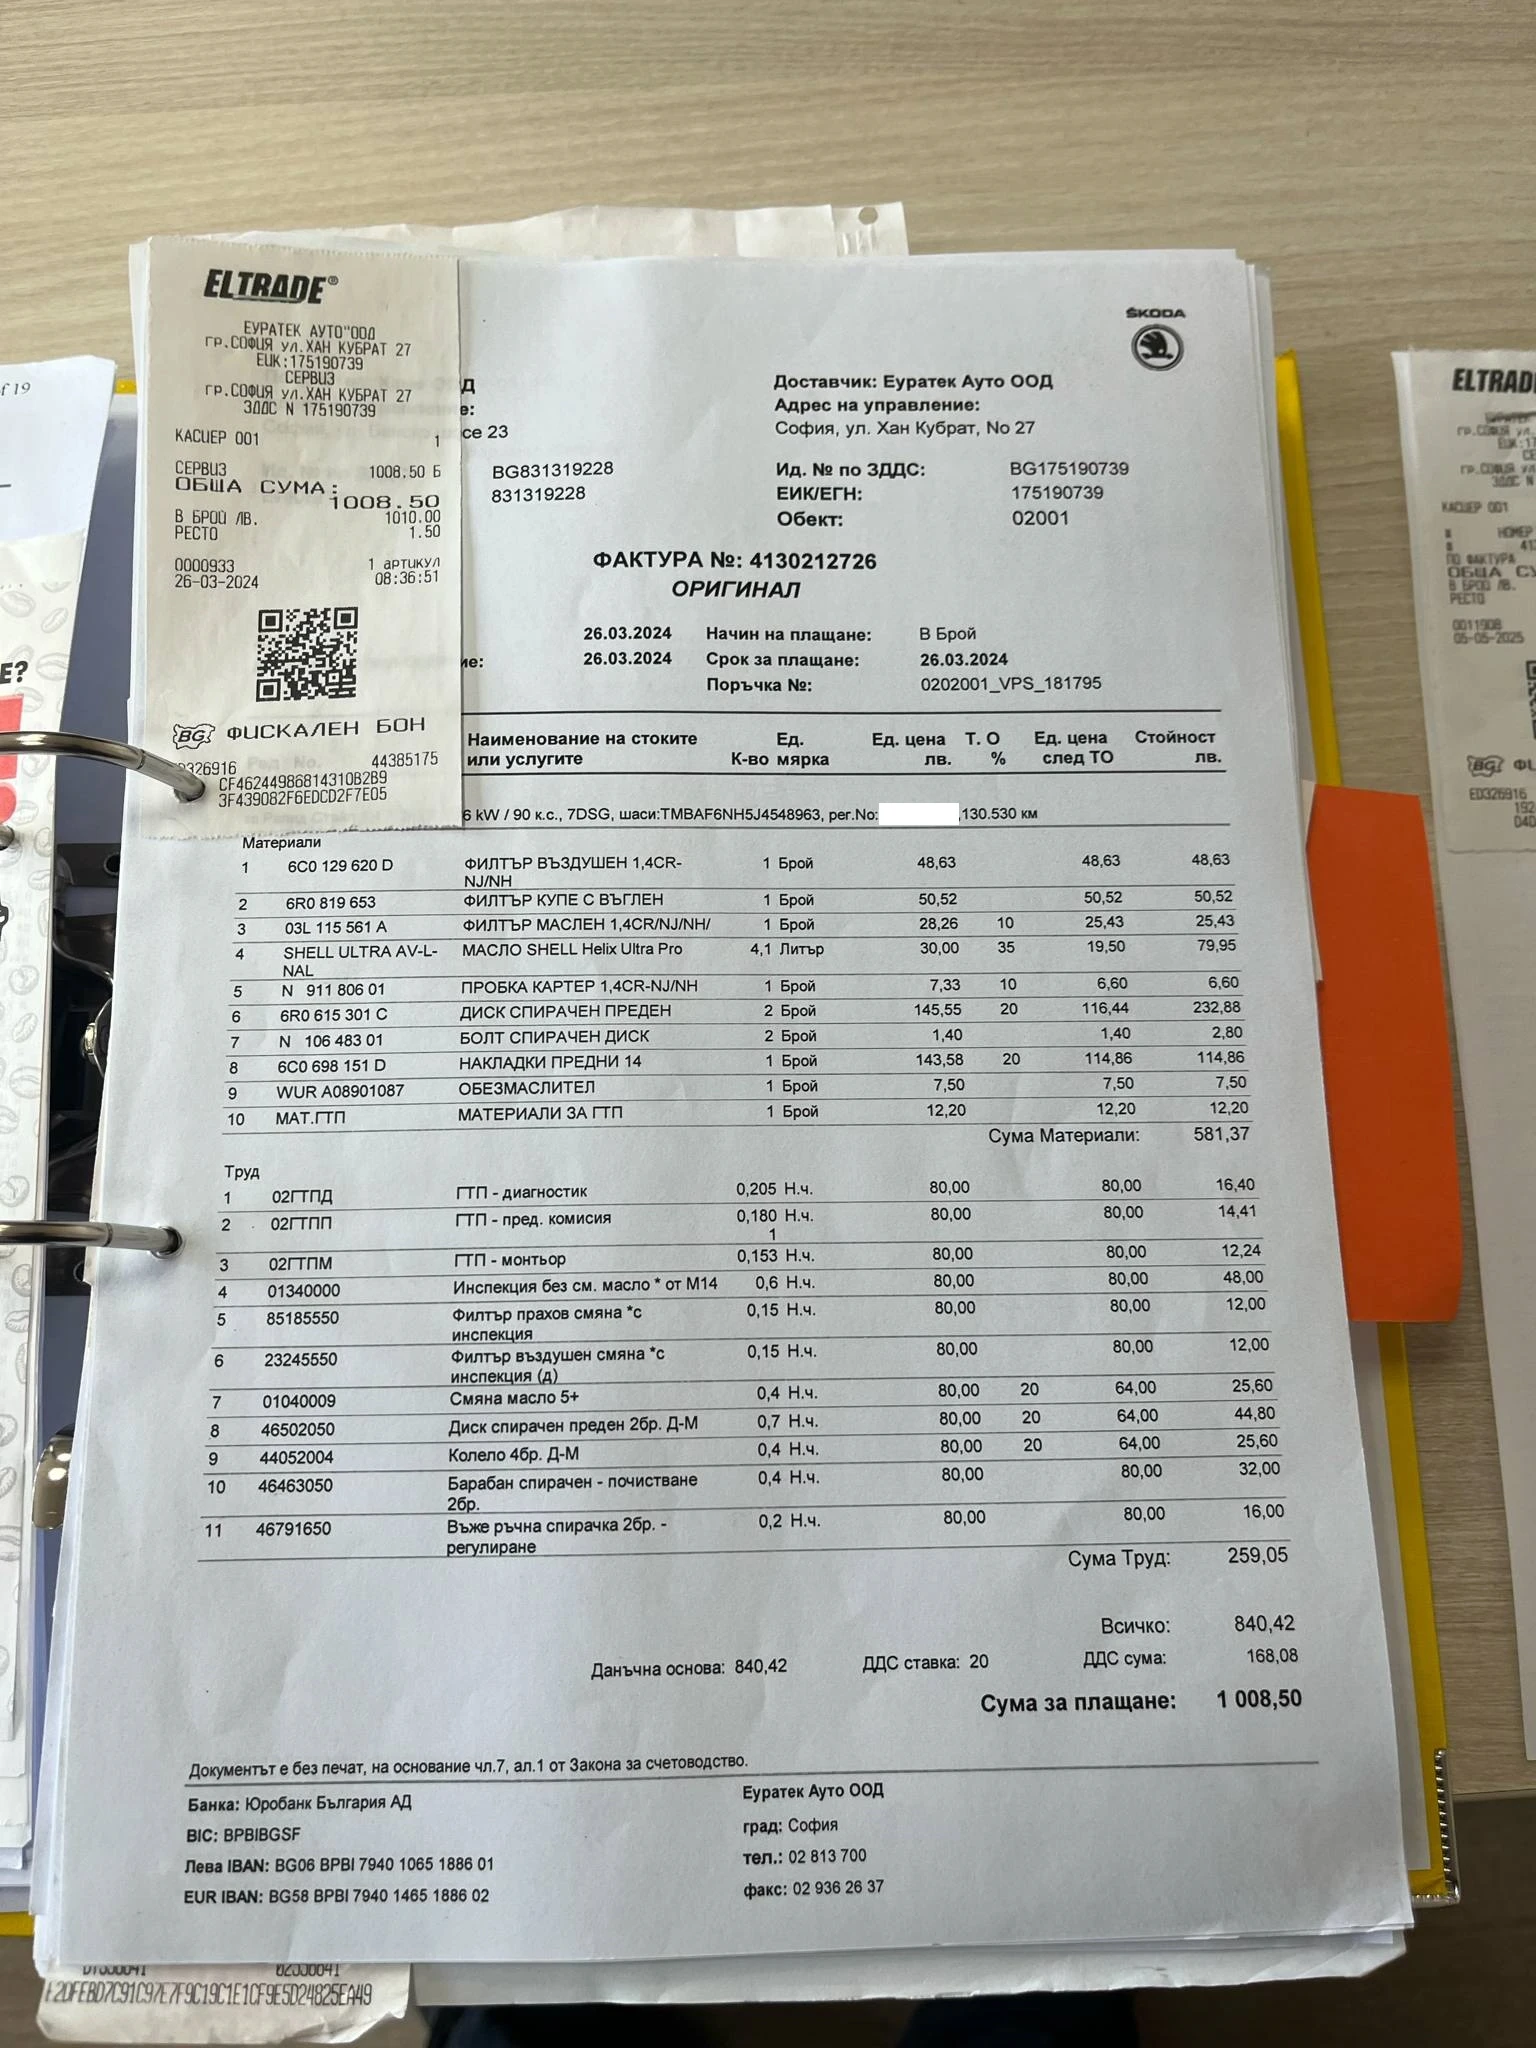 ELTRADE®
ЕУРАТЕК АУТО"ООД
гр.СОФИЯ ул.ХАН КУБРАТ 27
ЕИК:175190739
СЕРВИЗ
гр.СОФИЯ ул.ХАН КУБРАТ 27
ЗДДС N 175190739
КАСИЕР 001 1
СЕРВИЗ 1008.50 Б
ОБЩА СУМА: 1008.50
В БРОЙ ЛВ. 1010.00
РЕСТО 1.50
0000933 1 артикул
26-03-2024 08:36:51
BG ФИСКАЛЕН БОН
ED326916 44385175
CF46244986814310B2B9
3F439082F6EDCD2F7E05
ŠKODA
Д
е:
се 23
BG831319228
831319228
Доставчик: Еуратек Ауто ООД
Адрес на управление:
София, ул. Хан Кубрат, No 27
Ид. № по ЗДДС: BG175190739
ЕИК/ЕГН: 175190739
Обект: 02001
ФАКТУРА №: 4130212726
ОРИГИНАЛ
26.03.2024 Начин на плащане: В Брой
ие: 26.03.2024 Срок за плащане: 26.03.2024
Поръчка №: 0202001_VPS_181795
Наименование на стоките Ед. Ед. цена Т. О Ед. цена Стойност
или услугите К-во мярка лв. % след ТО лв.
6 kW / 90 к.с., 7DSG, шаси:TMBAF6NH5J4548963, рег.No: ,130.530 км
Материали
1 6C0 129 620 D ФИЛТЪР ВЪЗДУШЕН 1,4CR- 1 Брой 48,63 48,63 48,63
NJ/NH
2 6R0 819 653 ФИЛТЪР КУПЕ С ВЪГЛЕН 1 Брой 50,52 50,52 50,52
3 03L 115 561 A ФИЛТЪР МАСЛЕН 1,4CR/NJ/NH/ 1 Брой 28,26 10 25,43 25,43
4 SHELL ULTRA AV-L- МАСЛО SHELL Helix Ultra Pro 4,1 Литър 30,00 35 19,50 79,95
NAL
5 N 911 806 01 ПРОБКА КАРТЕР 1,4CR-NJ/NH 1 Брой 7,33 10 6,60 6,60
6 6R0 615 301 C ДИСК СПИРАЧЕН ПРЕДЕН 2 Брой 145,55 20 116,44 232,88
7 N 106 483 01 БОЛТ СПИРАЧЕН ДИСК 2 Брой 1,40 1,40 2,80
8 6C0 698 151 D НАКЛАДКИ ПРЕДНИ 14 1 Брой 143,58 20 114,86 114,86
9 WUR A08901087 ОБЕЗМАСЛИТЕЛ 1 Брой 7,50 7,50 7,50
10 МАТ.ГТП МАТЕРИАЛИ ЗА ГТП 1 Брой 12,20 12,20 12,20
Сума Материали: 581,37
Труд
1 02ГТПД ГТП - диагностик 0,205 Н.ч. 80,00 80,00 16,40
2 02ГТПП ГТП - пред. комисия 0,180 Н.ч. 80,00 80,00 14,41
1
3 02ГТПМ ГТП - монтьор 0,153 Н.ч. 80,00 80,00 12,24
4 01340000 Инспекция без см. масло * от М14 0,6 Н.ч. 80,00 80,00 48,00
5 85185550 Филтър прахов смяна *с 0,15 Н.ч. 80,00 80,00 12,00
инспекция
6 23245550 Филтър въздушен смяна *с 0,15 Н.ч. 80,00 80,00 12,00
инспекция (д)
7 01040009 Смяна масло 5+ 0,4 Н.ч. 80,00 20 64,00 25,60
8 46502050 Диск спирачен преден 2бр. Д-М 0,7 Н.ч. 80,00 20 64,00 44,80
9 44052004 Колело 4бр. Д-М 0,4 Н.ч. 80,00 20 64,00 25,60
10 46463050 Барабан спирачен - почистване 0,4 Н.ч. 80,00 80,00 32,00
2бр.
11 46791650 Въже ръчна спирачка 2бр. - 0,2 Н.ч. 80,00 80,00 16,00
регулиране
Сума Труд: 259,05
Всичко: 840,42
Данъчна основа: 840,42 ДДС ставка: 20 ДДС сума: 168,08
Сума за плащане: 1 008,50
Документът е без печат, на основание чл.7, ал.1 от Закона за счетоводство.
Банка: Юробанк България АД
BIC: BPBIBGSF
Лева IBAN: BG06 BPBI 7940 1065 1886 01
EUR IBAN: BG58 BPBI 7940 1465 1886 02
Еуратек Ауто ООД
град: София
тел.: 02 813 700
факс: 02 936 26 37
E2DFEBD7C91C97E7F9C19C1E1CF9E5D24825EA49
of 19
E?
ELTRAD
КАСИЕР 001
НОМЕР
ПО ФАКТУРА
ОБЩА СУ
В БРОЙ ЛВ.
РЕСТО
0011908
05-05-2025
BG
ED326916